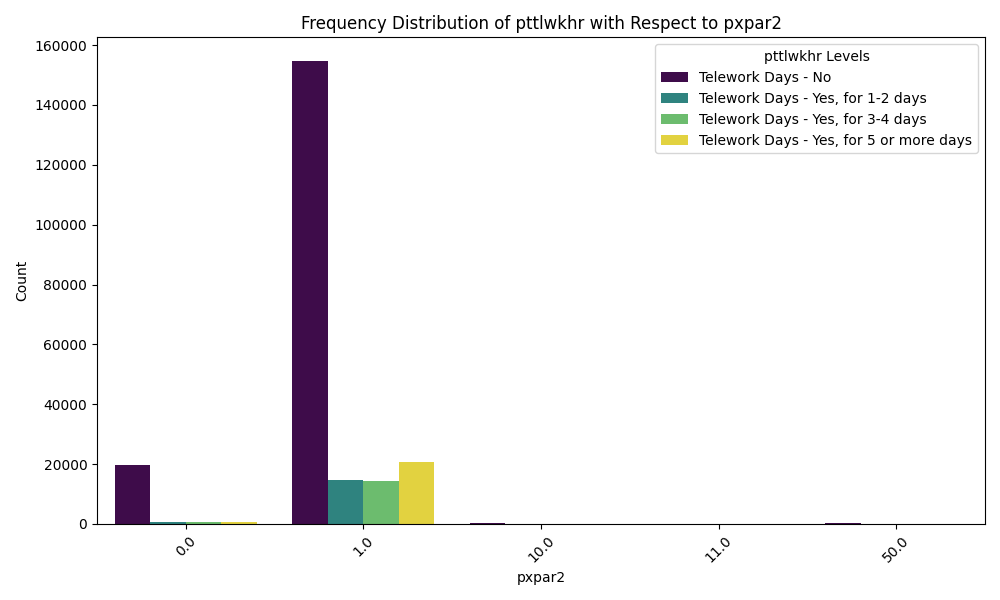 Frequency Distribution of pttlwkhr with Respect to pxpar2
pttlwkhr Levels
Telework Days - No
Telework Days - Yes, for 1-2 days
Telework Days - Yes, for 3-4 days
Telework Days - Yes, for 5 or more days
160000
140000
120000
100000
80000
60000
40000
20000
0
Count
0.0
1.0
10.0
11.0
50.0
pxpar2